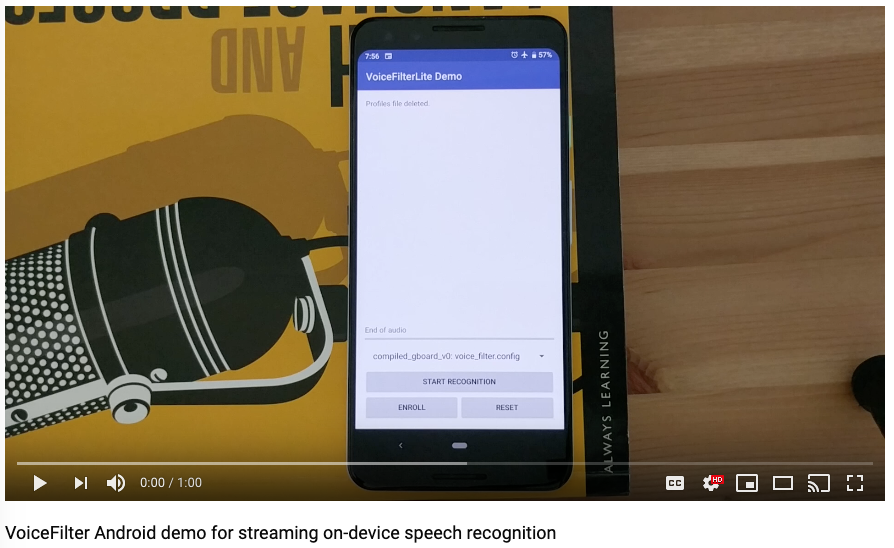 AND
7:56 57%
VoiceFilterLite Demo
Profiles file deleted.
End of audio
compiled_gboard_v0: voice_filter.config
START RECOGNITION
ENROLL RESET
ALWAYS LEARNING
0:00 / 1:00 CC HD
VoiceFilter Android demo for streaming on-device speech recognition